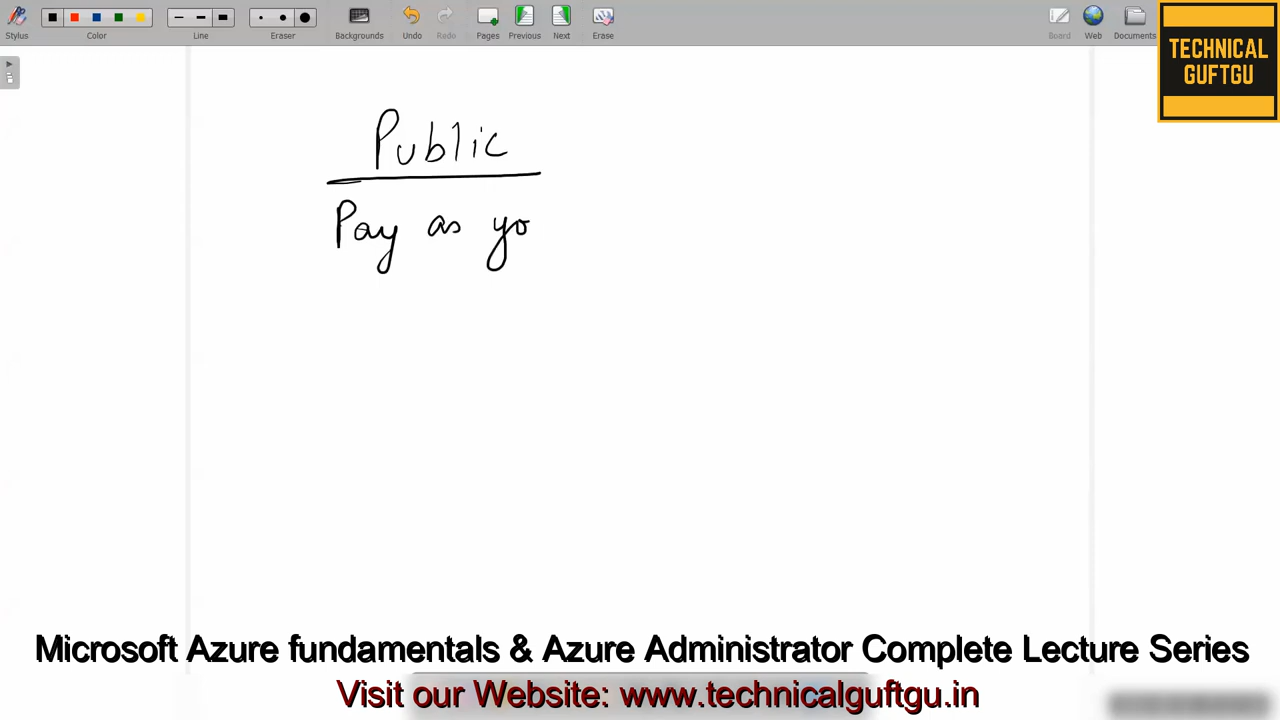 Stylus
Color
Line
Eraser
Backgrounds
Undo
Redo
Pages
Previous
Next
Erase
Board
Web
Documents
TECHNICAL
GUFTGU
Public
Pay as yo
Microsoft Azure fundamentals & Azure Administrator Complete Lecture Series
Visit our Website: www.technicalguftgu.in